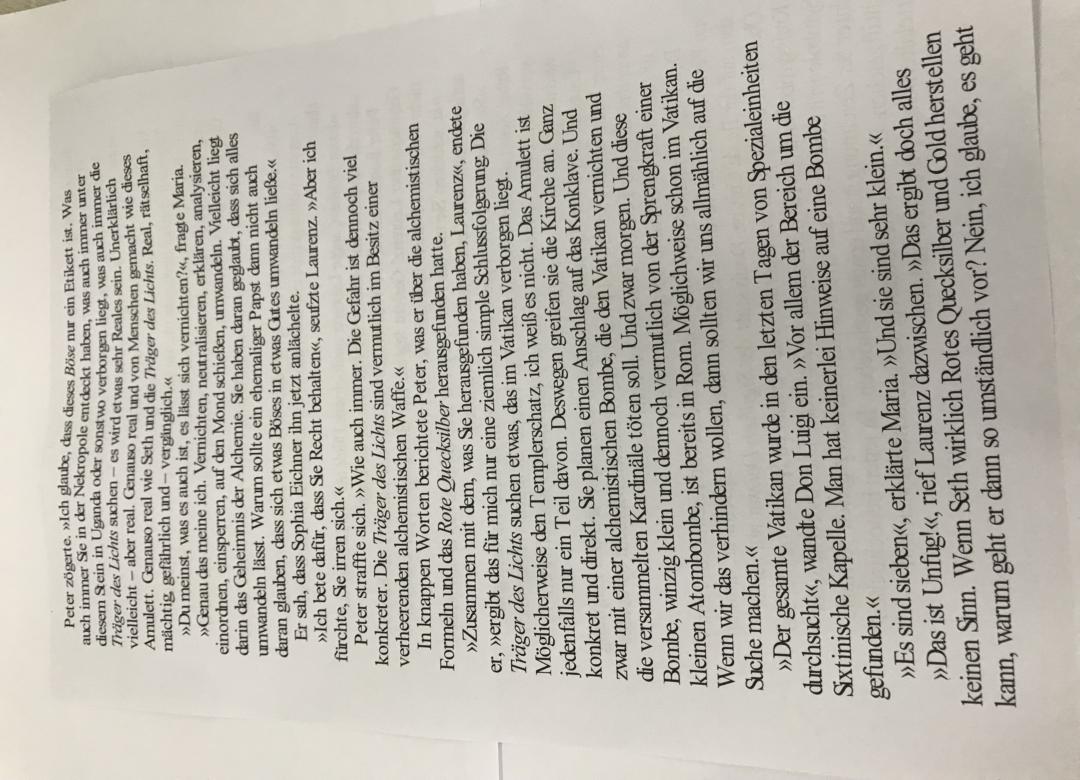 Peter zögerte. »Ich glaube, dass dieses Böse nur ein Etikett ist. Was
auch immer Sie in der Nekropole entdeckt haben, was auch immer unter
diesem Stein in Uganda oder sonstwo verborgen liegt, was auch immer die
Träger des Lichts suchen – es wird etwas sehr Reales sein. Unerklärlich
vielleicht – aber real. Genauso real und von Menschen gemacht wie dieses
Amulett. Genauso real wie Seth und die Träger des Lichts. Real, rätselhaft,
mächtig, gefährlich und – vergänglich.«
»Du meinst, was es auch ist, es lässt sich vernichten?«, fragte Maria.
»Genau das meine ich. Vernichten, neutralisieren, erklären, analysieren,
einordnen, einsperren, auf den Mond schießen, umwandeln. Vielleicht liegt
darin das Geheimnis der Alchemie. Sie haben daran geglaubt, dass sich alles
umwandeln lässt. Warum sollte ein ehemaliger Papst dann nicht auch
daran glauben, dass sich etwas Böses in etwas Gutes umwandeln ließe.«
Er sah, dass Sophia Eichner ihm jetzt anlächelte.
»Ich bete dafür, dass Sie Recht behalten«, seufzte Laurenz. »Aber ich
fürchte, Sie irren sich.«
Peter straffte sich. »Wie auch immer. Die Gefahr ist dennoch viel
konkreter. Die Träger des Lichts sind vermutlich im Besitz einer
verheerenden alchemistischen Waffe.«
In knappen Worten berichtete Peter, was er über die alchemistischen
Formeln und das Rote Quecksilber herausgefunden hatte.
»Zusammen mit dem, was Sie herausgefunden haben, Laurenz«, endete
er, »ergibt das für mich nur eine ziemlich simple Schlussfolgerung: Die
Träger des Lichts suchen etwas, das im Vatikan verborgen liegt.
Möglicherweise den Templerschatz, ich weiß es nicht. Das Amulett ist
jedenfalls nur ein Teil davon. Deswegen greifen sie die Kirche an. Ganz
konkret und direkt. Sie planen einen Anschlag auf das Konklave. Und
zwar mit einer alchemistischen Bombe, die den Vatikan vernichten und
die versammelten Kardinäle töten soll. Und zwar morgen. Und diese
Bombe, winzig klein und dennoch vermutlich von der Sprengkraft einer
kleinen Atombombe, ist bereits in Rom. Möglichweise schon im Vatikan.
Wenn wir das verhindern wollen, dann sollten wir uns allmählich auf die
Suche machen.«
»Der gesamte Vatikan wurde in den letzten Tagen von Spezialeinheiten
durchsucht«, wandte Don Luigi ein. »Vor allem der Bereich um die
Sixtinische Kapelle. Man hat keinerlei Hinweise auf eine Bombe
gefunden.«
»Es sind sieben«, erklärte Maria. »Und sie sind sehr klein.«
»Das ist Unfug!«, rief Laurenz dazwischen. »Das ergibt doch alles
keinen Sinn. Wenn Seth wirklich Rotes Quecksilber und Gold herstellen
kann, warum geht er dann so umständlich vor? Nein, ich glaube, es geht